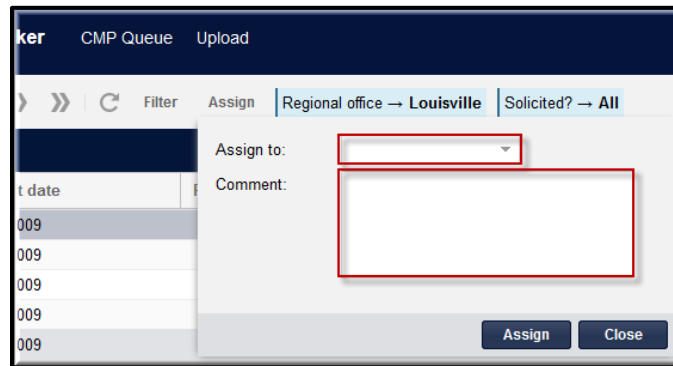 ker CMP Queue Upload
Filter Assign Regional office → Louisville Solicited? → All
Assign to:
t date
Comment:
009
009
009
009
009
Assign Close